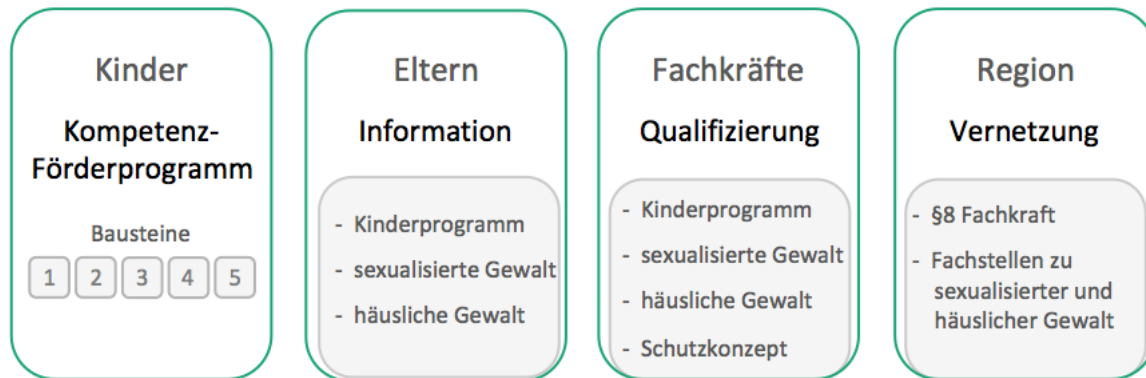 Kinder
Kompetenz-
Förderprogramm
Bausteine
1 2 3 4 5
Eltern
Information
- Kinderprogramm
- sexualisierte Gewalt
- häusliche Gewalt
Fachkräfte
Qualifizierung
- Kinderprogramm
- sexualisierte Gewalt
- häusliche Gewalt
- Schutzkonzept
Region
Vernetzung
- §8 Fachkraft
- Fachstellen zu
sexualisierter und
häuslicher Gewalt